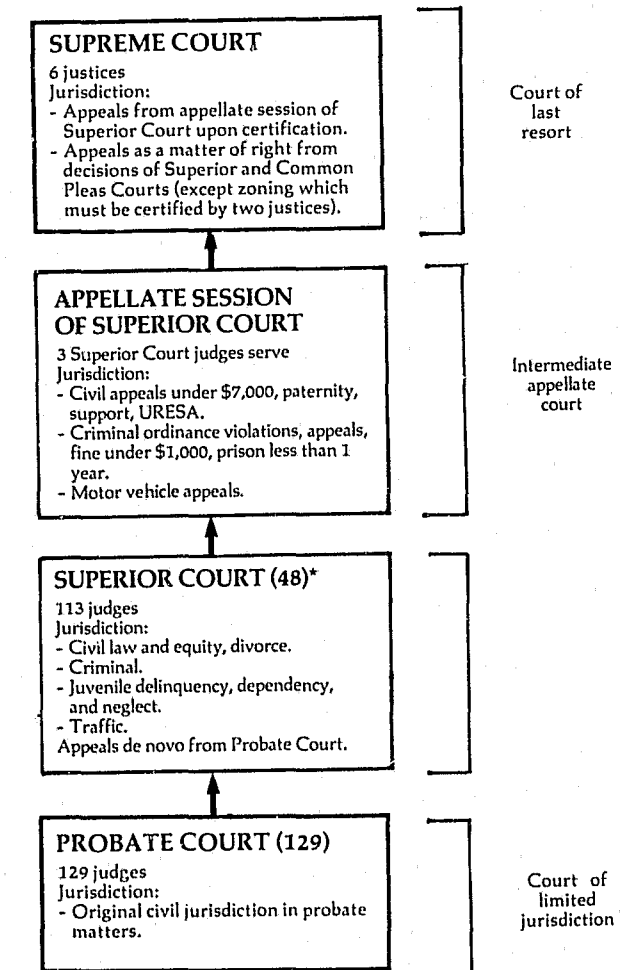 SUPREME COURT
6 justices
Jurisdiction:
- Appeals from appellate session of
Superior Court upon certification.
- Appeals as a matter of right from
decisions of Superior and Common
Pleas Courts (except zoning which
must be certified by two justices).
Court of
last
resort
APPELLATE SESSION
OF SUPERIOR COURT
3 Superior Court judges serve
Jurisdiction:
- Civil appeals under $7,000, paternity,
support, URESA.
- Criminal ordinance violations, appeals,
fine under $1,000, prison less than 1
year.
- Motor vehicle appeals.
Intermediate
appellate
court
SUPERIOR COURT (48)*
113 judges
Jurisdiction:
- Civil law and equity, divorce.
- Criminal.
- Juvenile delinquency, dependency,
and neglect.
- Traffic.
Appeals de novo from Probate Court.
PROBATE COURT (129)
129 judges
Jurisdiction:
- Original civil jurisdiction in probate
matters.
Court of
limited
jurisdiction